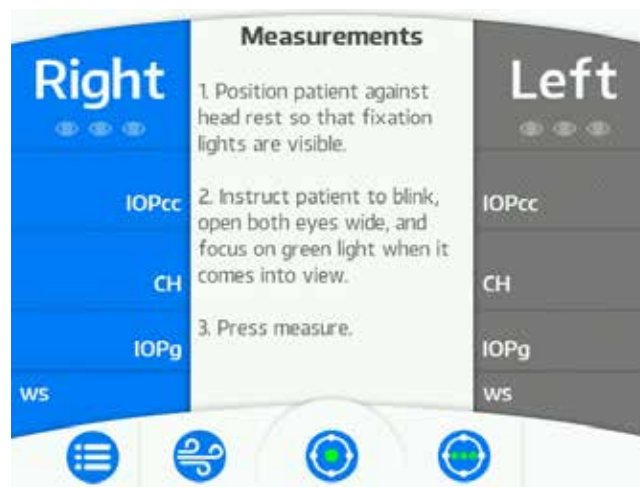 Measurements
Right
Left
1. Position patient against
head rest so that fixation
lights are visible.
2. Instruct patient to blink,
open both eyes wide, and
focus on green light when it
comes into view.
3. Press measure.
IOPcc
CH
IOPg
WS
IOPcc
CH
IOPg
WS